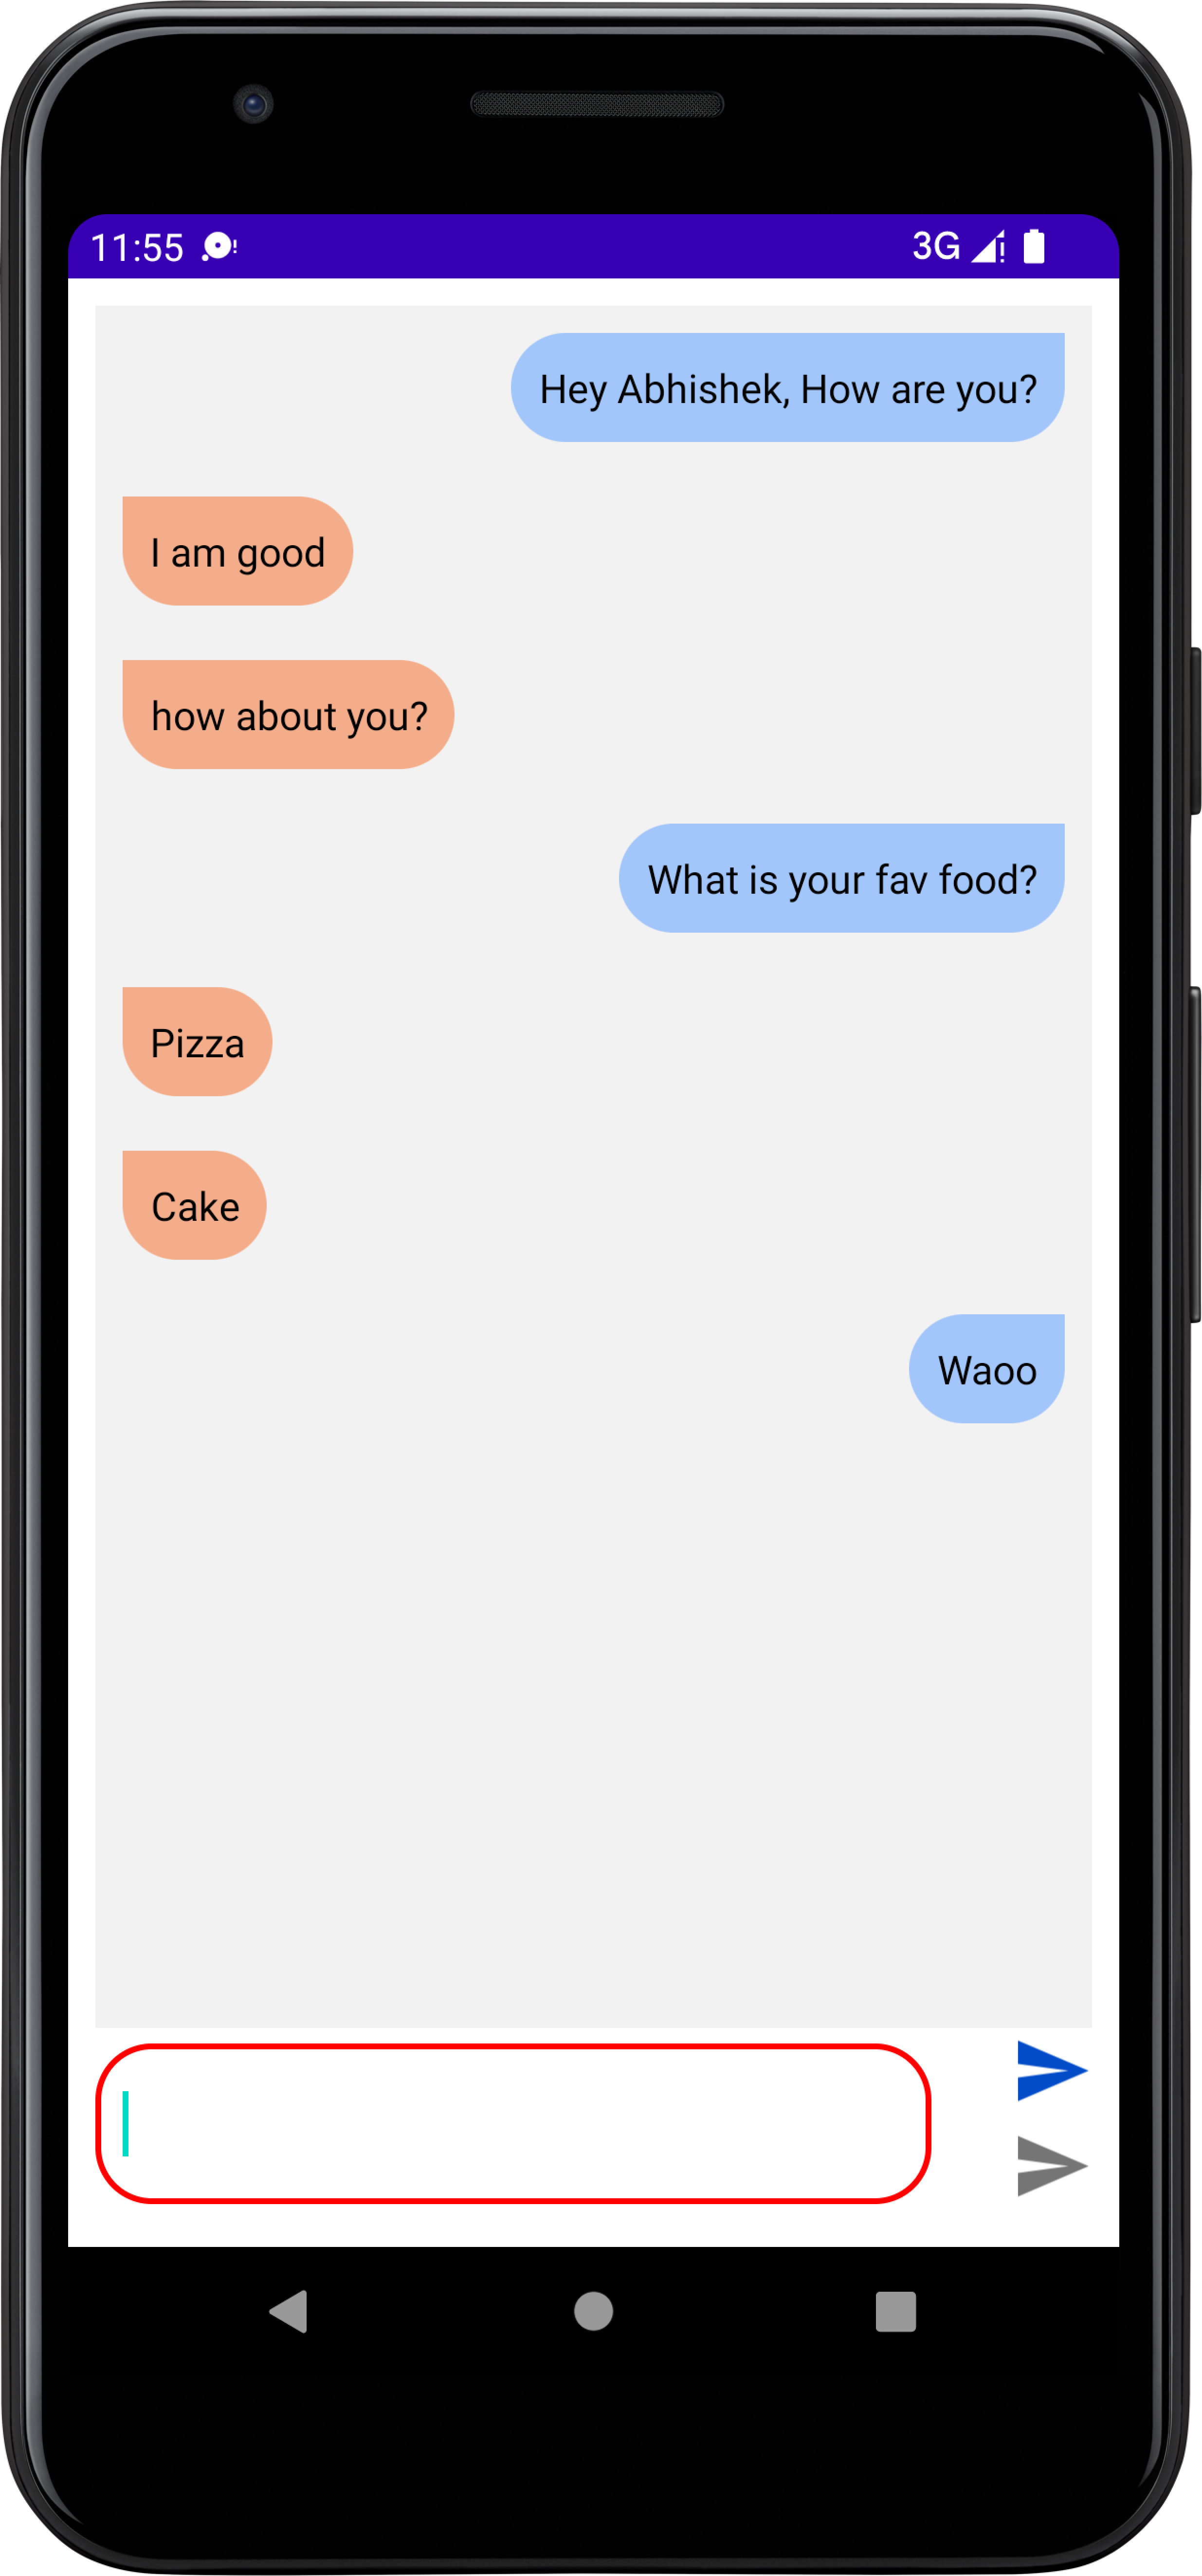 11:55 3G
Hey Abhishek, How are you?
I am good
how about you?
What is your fav food?
Pizza
Cake
Waoo